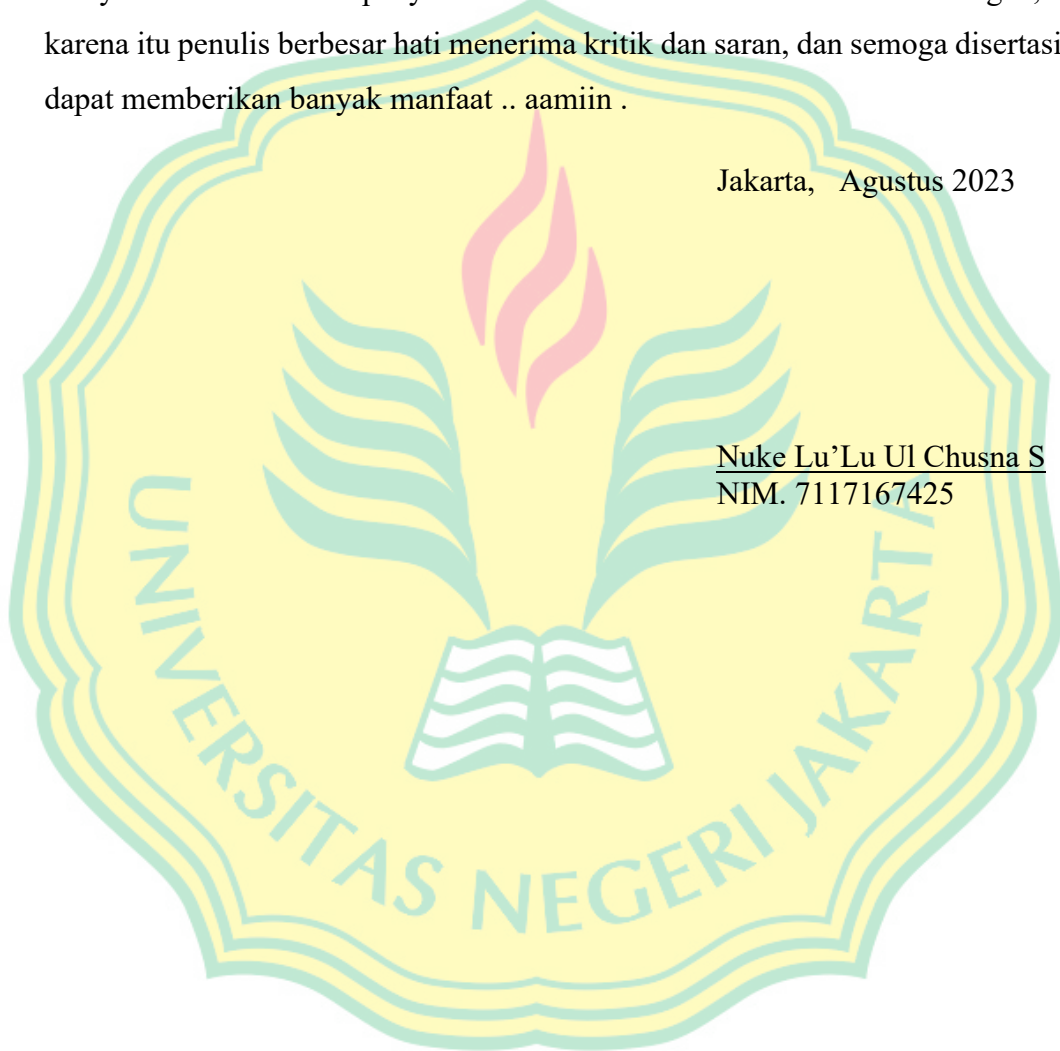 karena itu penulis berbesar hati menerima kritik dan saran, dan semoga disertasi
dapat memberikan banyak manfaat .. aamiin .
Jakarta, Agustus 2023
Nuke Lu’Lu Ul Chusna S
NIM. 7117167425
UNIVERSITAS NEGERI JAKARTA